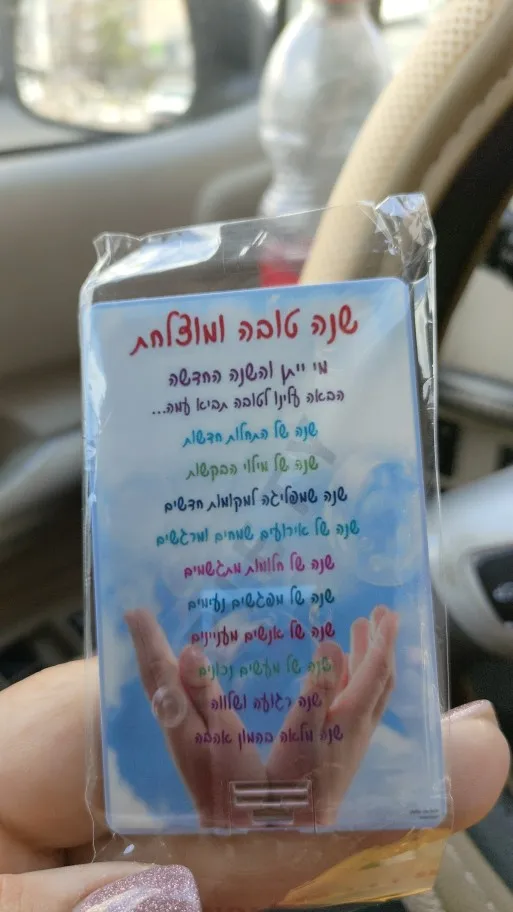 שנה טובה ומוצלחת
מי ייתן והשנה החדשה
הבאה עלינו לטובה תביא עמה...
שנה של התחלות חדשות
שנה של מילוי הבקשות
שנה שמפליגה למקומות חדשים
שנה של אירועים שמחים ומרגשים
שנה של חלומות מתגשמים
שנה של מפגשים נעימים
שנה של אנשים מעניינים
שנה של מעשים נכונים
שנה רגועה ושלווה
שנה מלאה בהמון אהבה